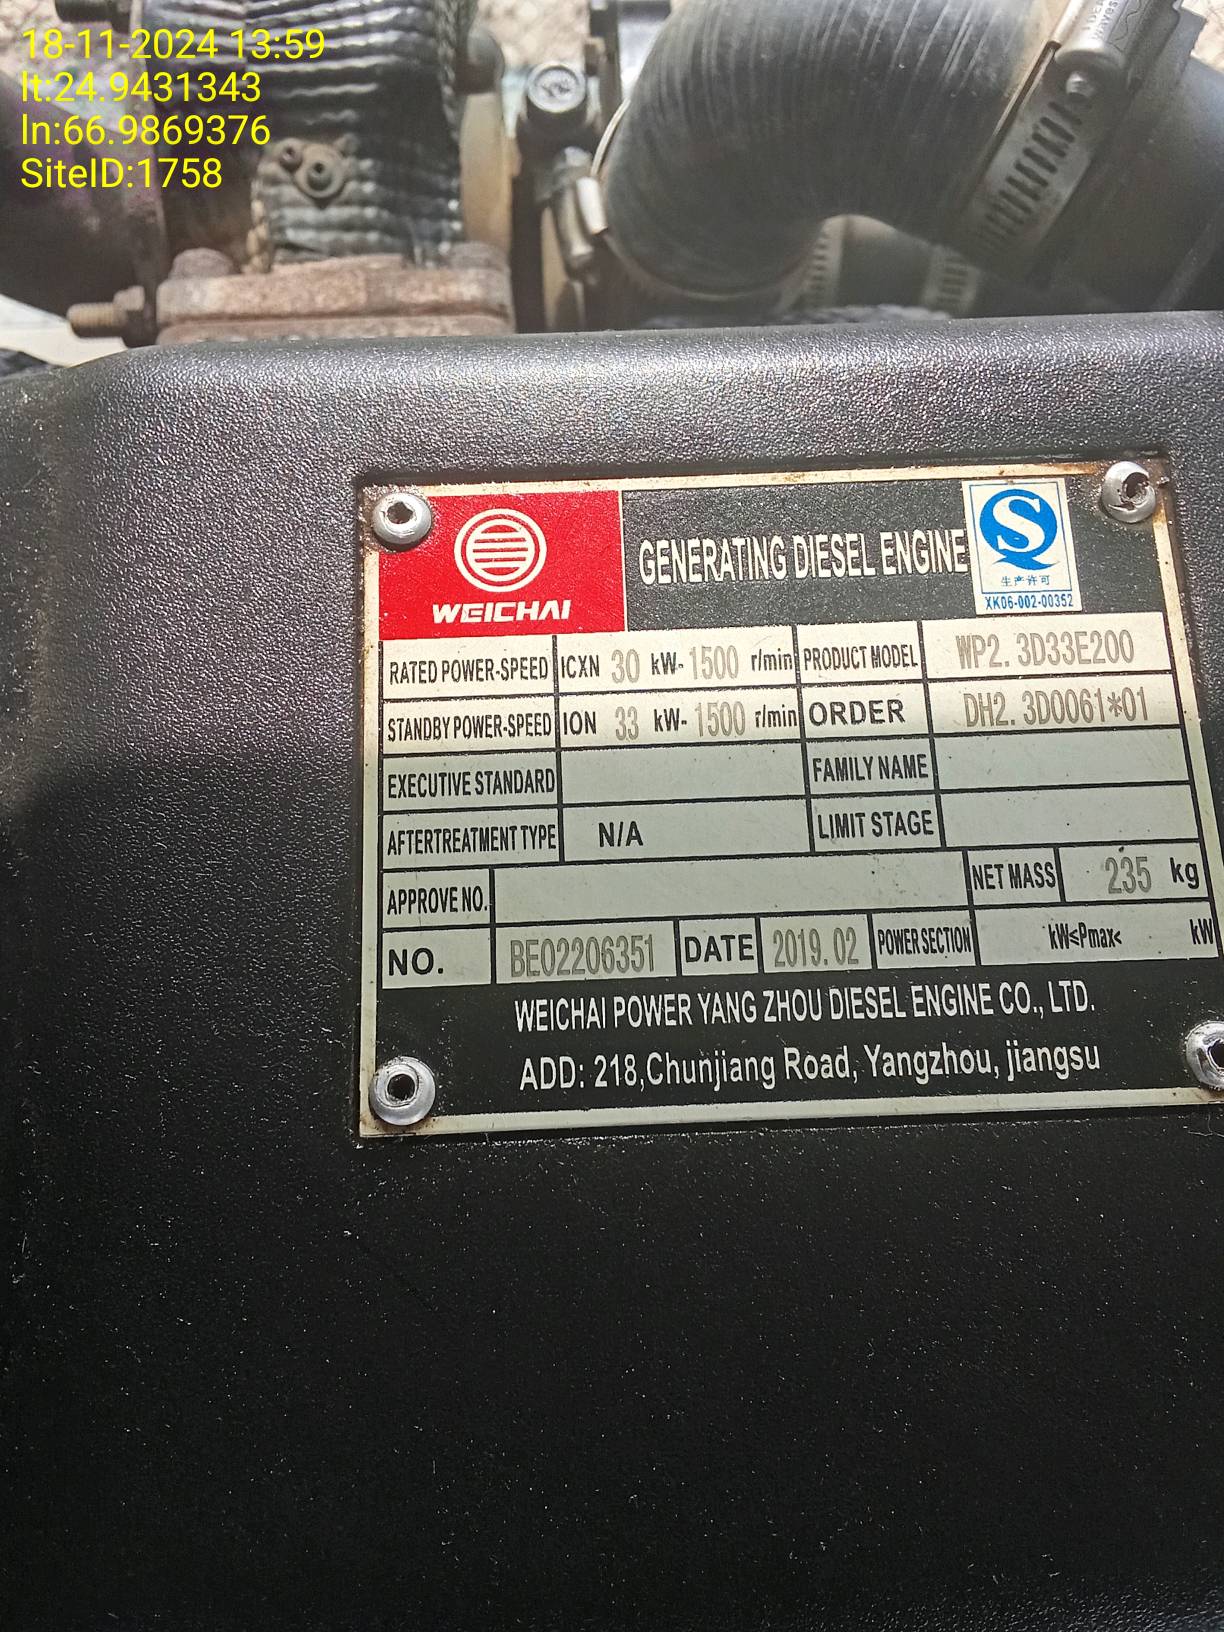 18-11-2024 13:59
lt:24.9431343
ln:66.9869376
SiteID:1758
WEICHAI
GENERATING DIESEL ENGINE
生产许可
XK06-002-00352
RATED POWER-SPEED ICXN 30 kW- 1500 r/min PRODUCT MODEL WP2.3D33E200
STANDBY POWER-SPEED ION 33 kW- 1500 r/min ORDER DH2.3D0061*01
EXECUTIVE STANDARD FAMILY NAME
AFTERTREATMENT TYPE N/A LIMIT STAGE
APPROVE NO. NET MASS 235 kg
NO. BE02206351 DATE 2019.02 POWER SECTION kW≤Pmax< kW
WEICHAI POWER YANG ZHOU DIESEL ENGINE CO., LTD.
ADD: 218,Chunjiang Road, Yangzhou, jiangsu